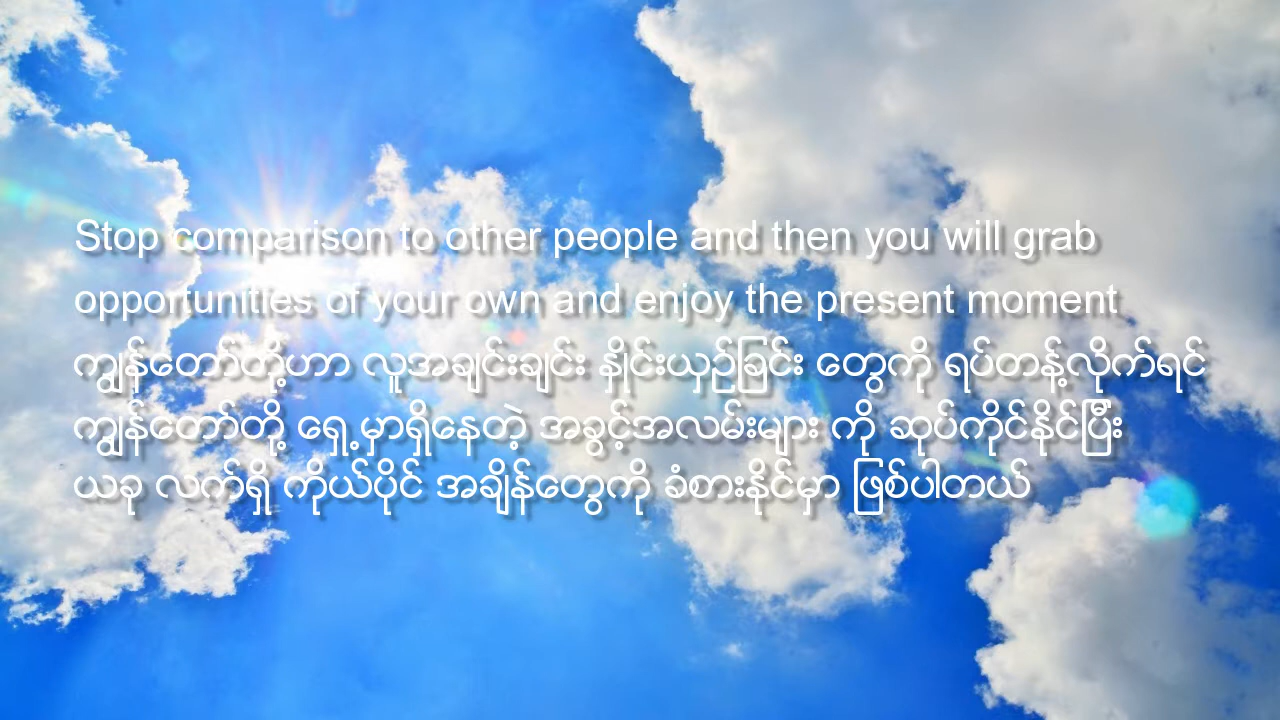 Stop comparison to other people and then you will grab
opportunities of your own and enjoy the present moment
ကျွန်တော်တို့ဟာ လူအချင်းချင်း နှိုင်းယှဉ်ခြင်း တွေကို ရပ်တန့်လိုက်ရင်
ကျွန်တော်တို့ ရှေ့မှာရှိနေတဲ့ အခွင့်အလမ်းများ ကို ဆုပ်ကိုင်နိုင်ပြီး
ယခု လက်ရှိ ကိုယ်ပိုင် အချိန်တွေကို ခံစားနိုင်မှာ ဖြစ်ပါတယ်